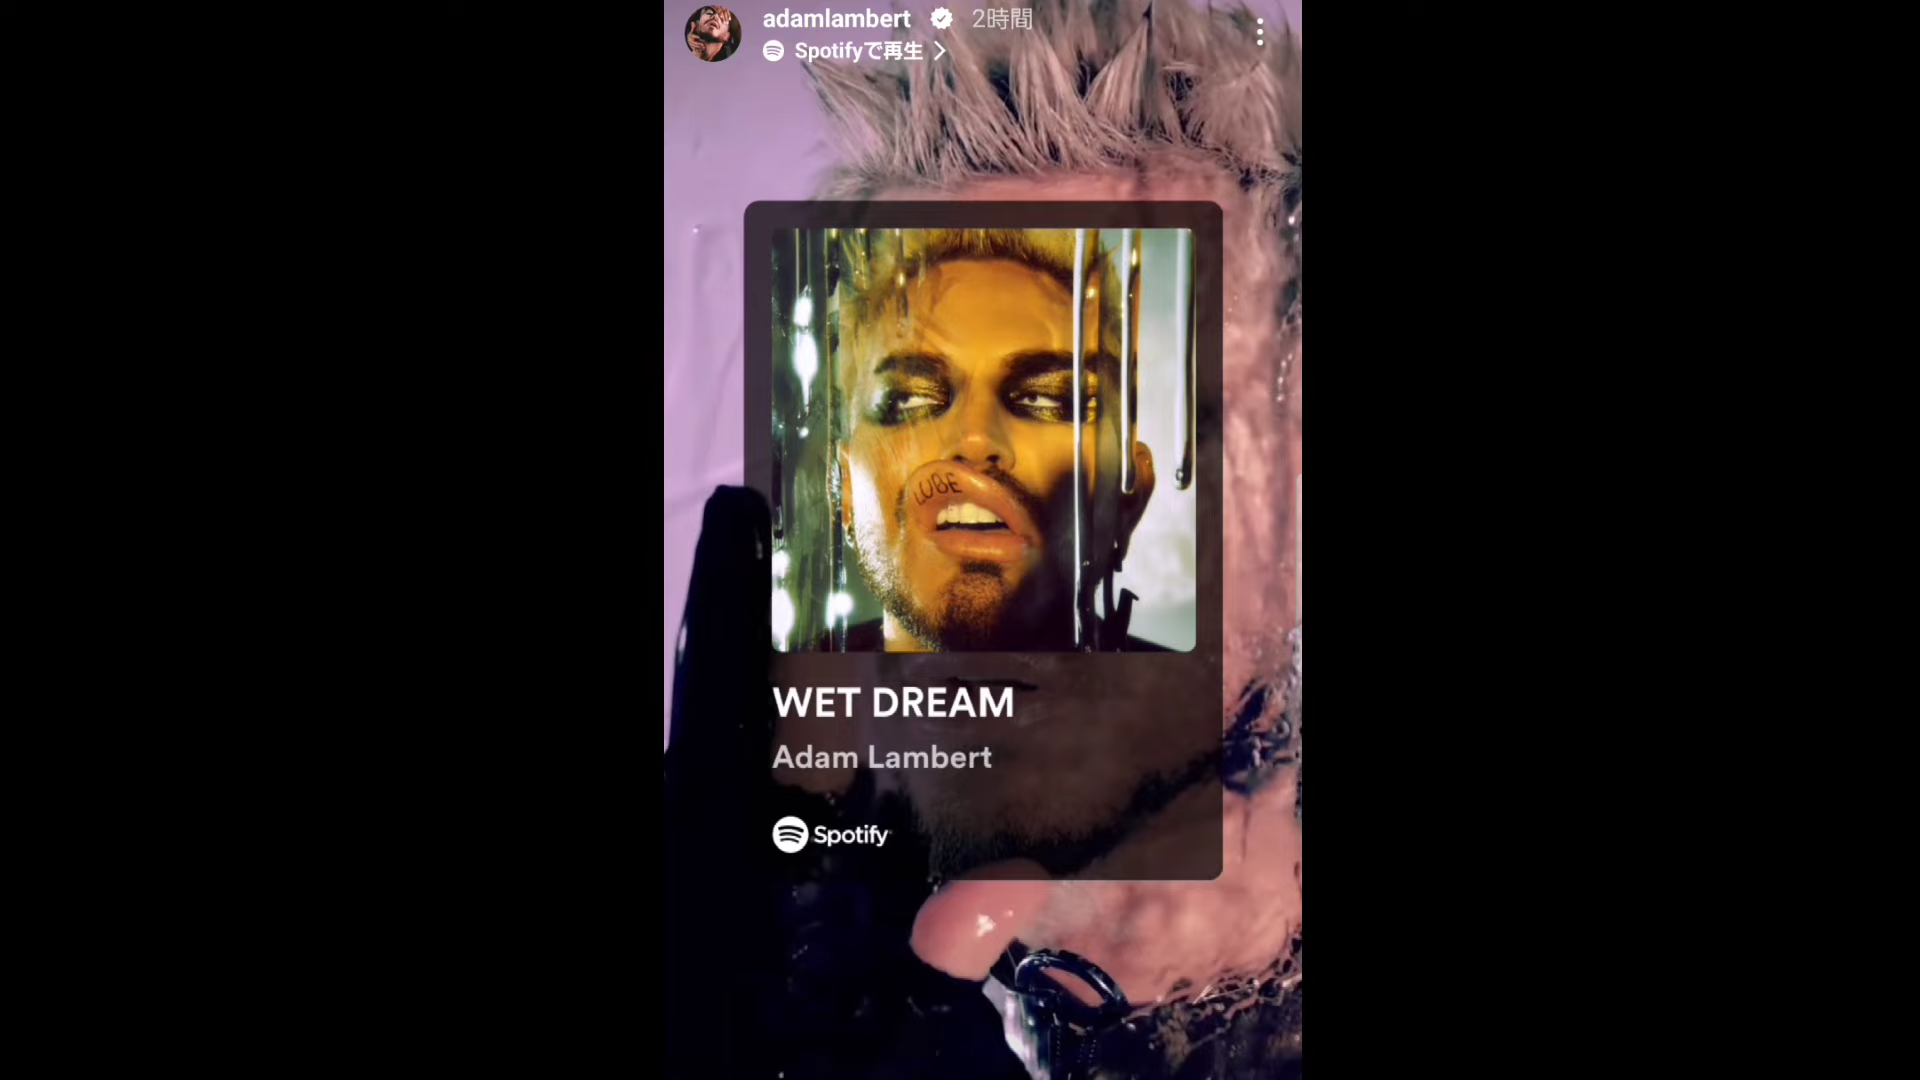 adamlambert 2時間
Spotifyで再生
LUBE
WET DREAM
Adam Lambert
Spotify